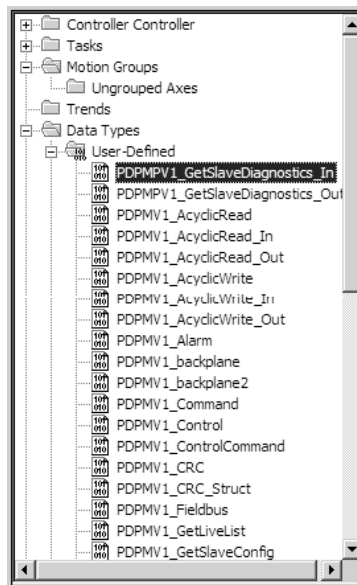 Controller Controller
Tasks
Motion Groups
Ungrouped Axes
Trends
Data Types
User-Defined
PDPMPV1_GetSlaveDiagnostics_In
PDPMPV1_GetSlaveDiagnostics_Out
PDPMV1_AcyclicRead
PDPMV1_AcyclicRead_In
PDPMV1_AcyclicRead_Out
PDPMV1_AcyclicWrite
PDPMV1_AcyclicWrite_In
PDPMV1_AcyclicWrite_Out
PDPMV1_Alarm
PDPMV1_backplane
PDPMV1_backplane2
PDPMV1_Command
PDPMV1_Control
PDPMV1_ControlCommand
PDPMV1_CRC
PDPMV1_CRC_Struct
PDPMV1_Fieldbus
PDPMV1_GetLiveList
PDPMV1_GetSlaveConfig